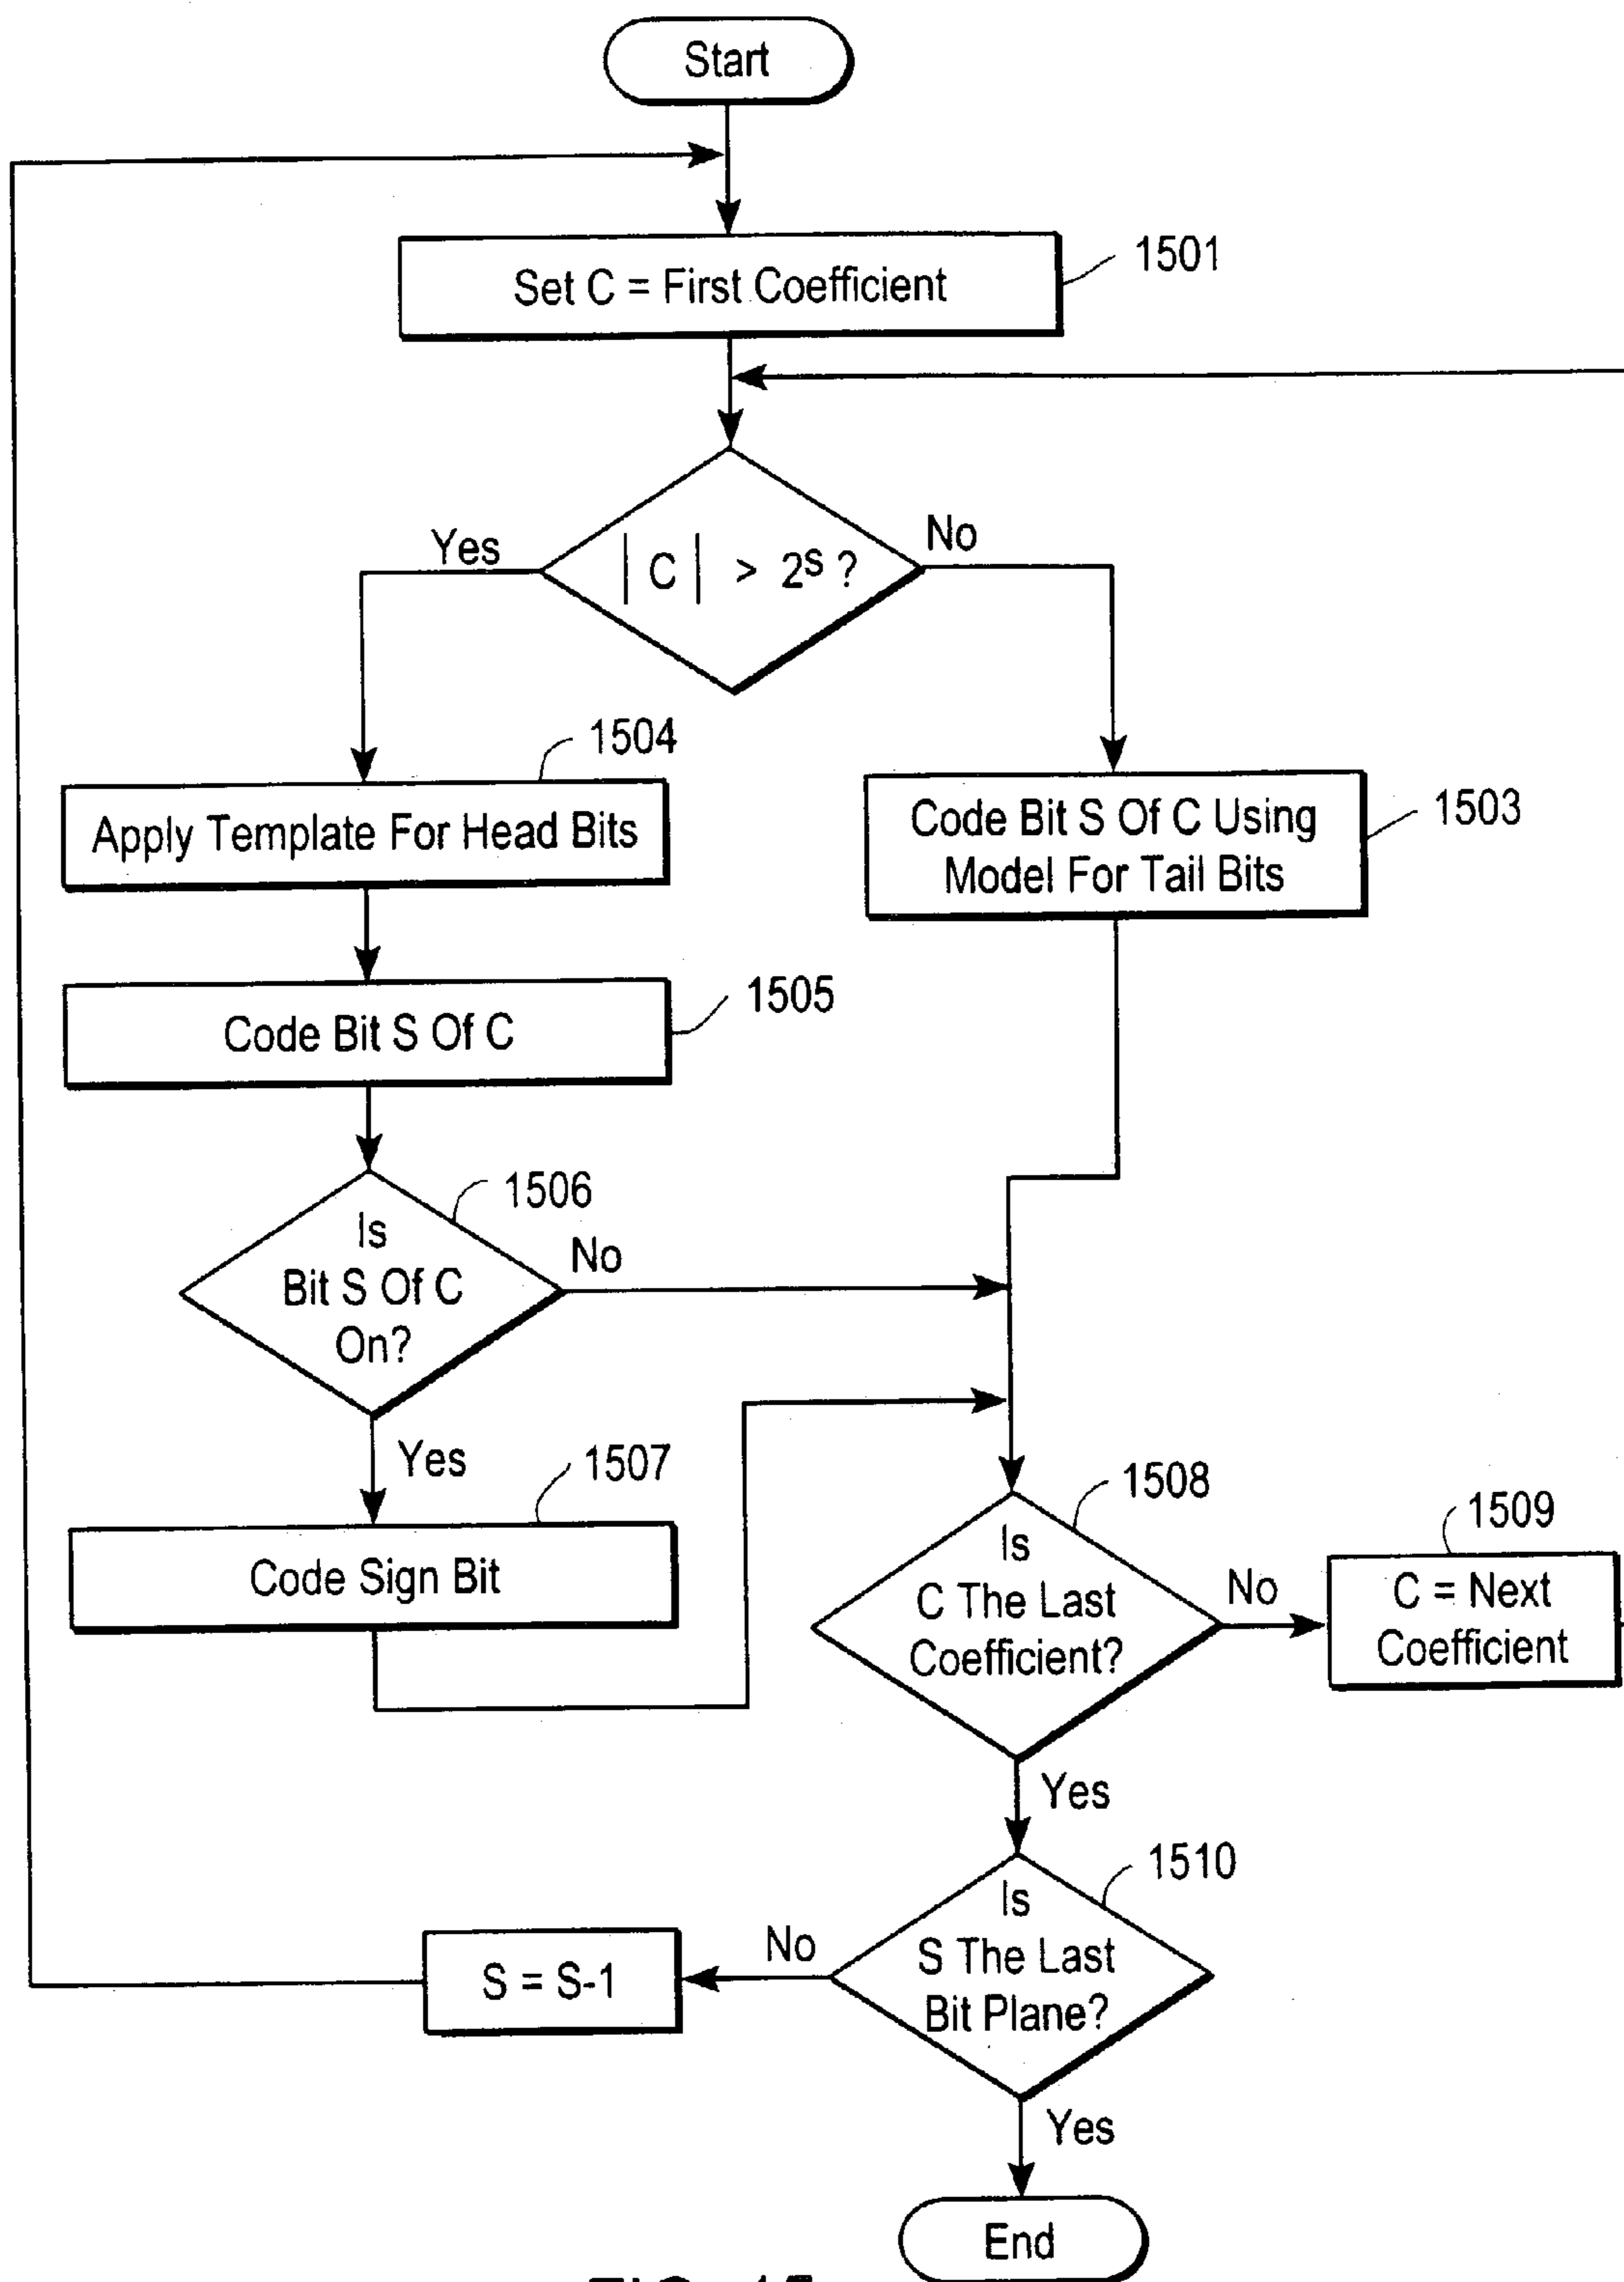 Start
Set C = First Coefficient
1501
| C | > 2^S ?
Yes
No
1504
Apply Template For Head Bits
Code Bit S Of C Using
Model For Tail Bits
1503
Code Bit S Of C
1505
Is
Bit S Of C
On?
1506
No
Yes
Code Sign Bit
1507
Is
C The Last
Coefficient?
1508
No
C = Next
Coefficient
1509
Yes
Is
S The Last
Bit Plane?
1510
No
S = S-1
Yes
End